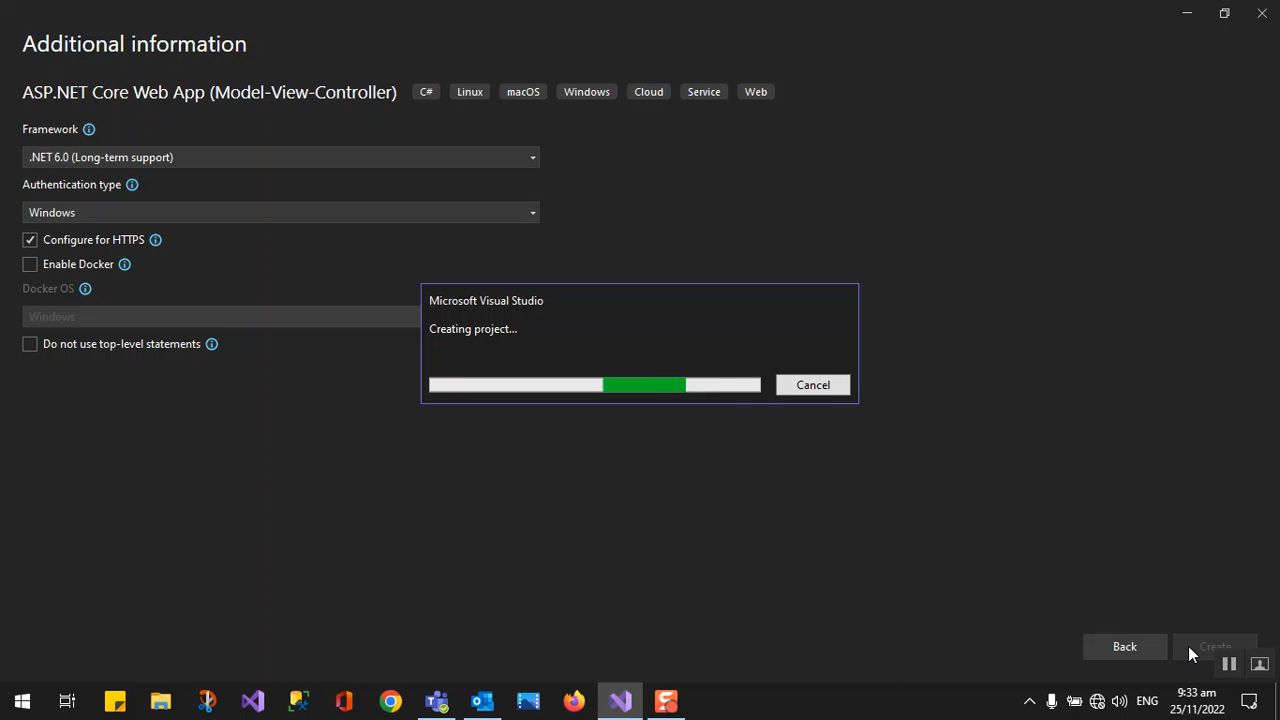 Additional information
ASP.NET Core Web App (Model-View-Controller) C# Linux macOS Windows Cloud Service Web
Framework
.NET 6.0 (Long-term support)
Authentication type
Windows
Configure for HTTPS
Enable Docker
Docker OS
Windows
Do not use top-level statements
Microsoft Visual Studio
Creating project...
Cancel
Back Create
ENG
9:33 am
25/11/2022